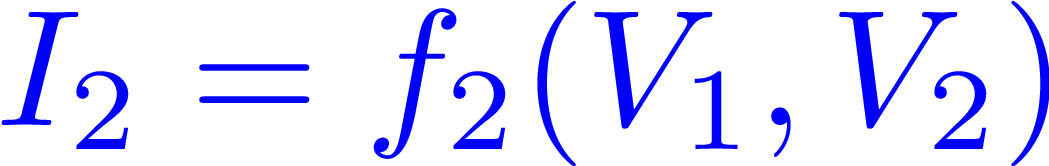 I₂ = f₂(V₁, V₂)